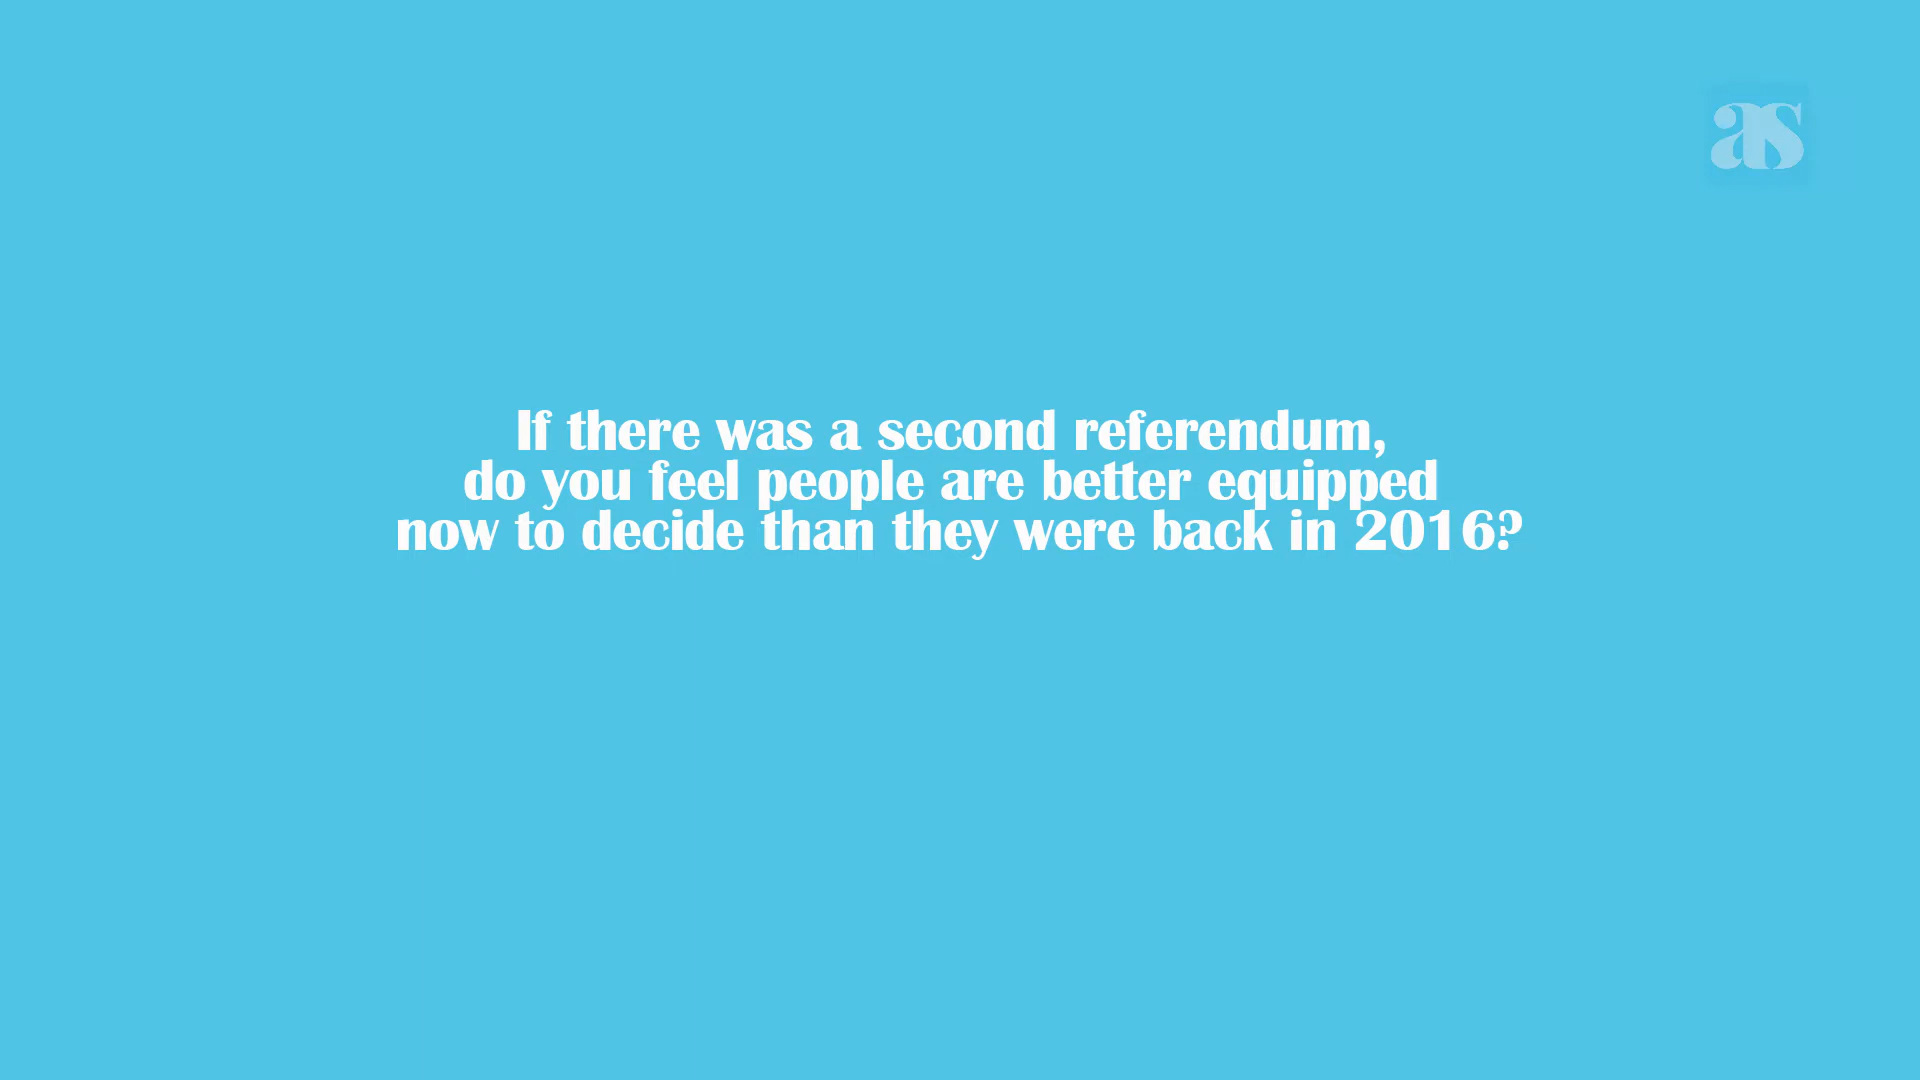 as
If there was a second referendum,
do you feel people are better equipped
now to decide than they were back in 2016?